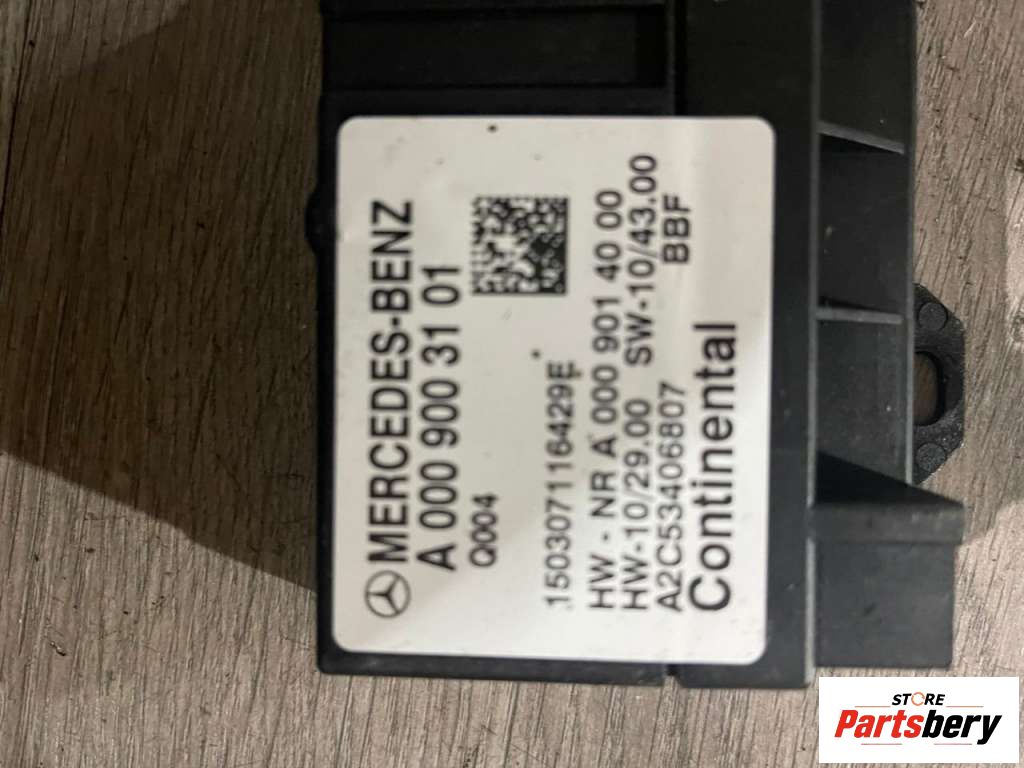 MERCEDES-BENZ
A 000 900 31 01
Q004
150307116429E
HW - NR A 000 901 40 00
HW-10/29.00 SW-10/43.00
A2C53406807 BBF
Continental
STORE
Partsbery